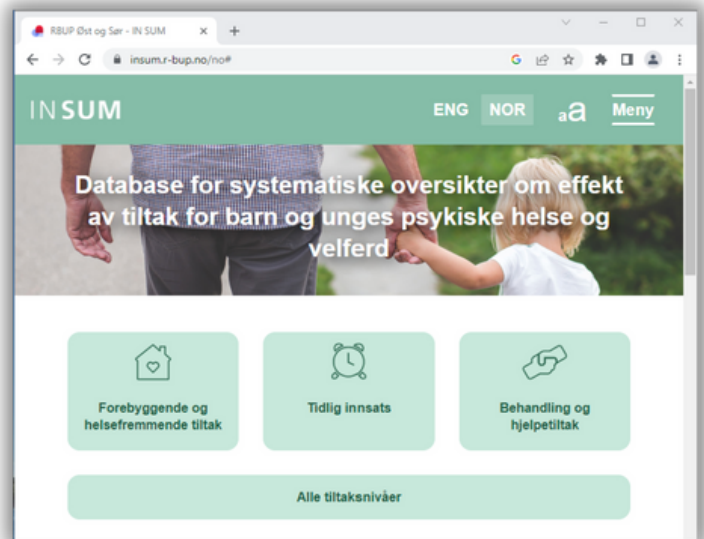 RBUP Øst og Sør - IN SUM
insum.r-bup.no/no#
IN SUM
ENG NOR aa Meny
Database for systematiske oversikter om effekt
av tiltak for barn og unges psykiske helse og
velferd
Forebyggende og
helsefremmende tiltak
Tidlig innsats
Behandling og
hjelpetiltak
Alle tiltaksnivåer